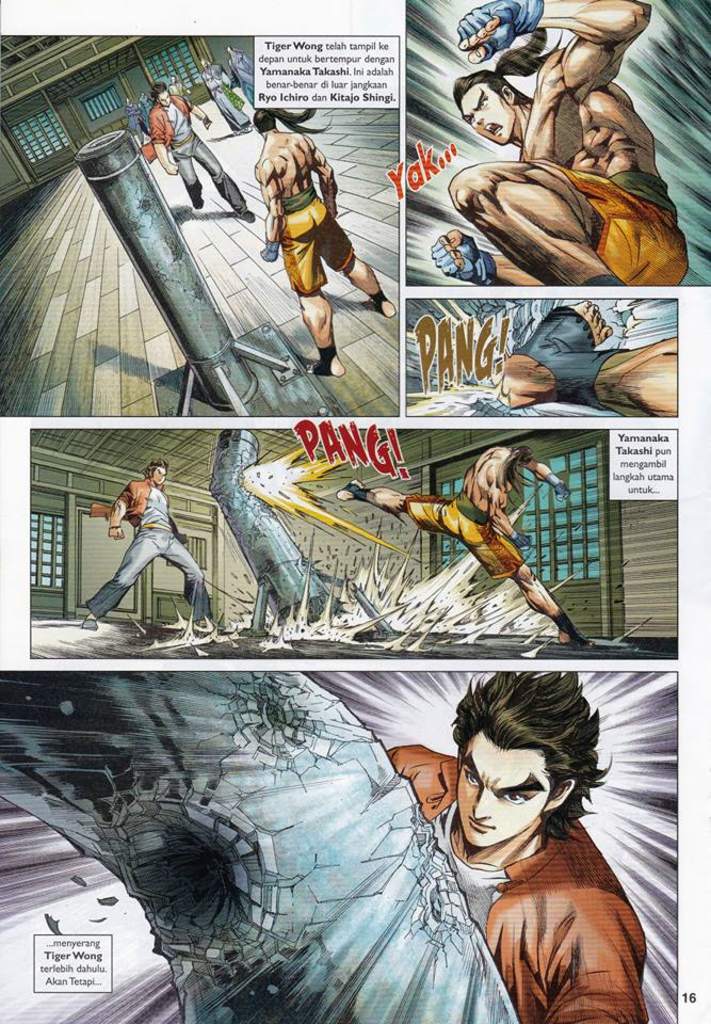 Tiger Wong telah tampil ke
depan untuk bertempur dengan
Yamanaka Takashi. Ini adalah
benar-benar di luar jangkaan
Ryo Ichiro dan Kitajo Shingi.
Yak...
PANG!
PANG!
Yamanaka
Takashi pun
mengambil
langkah utama
untuk...
...menyerang
Tiger Wong
terlebih dahulu.
Akan Tetapi...
16